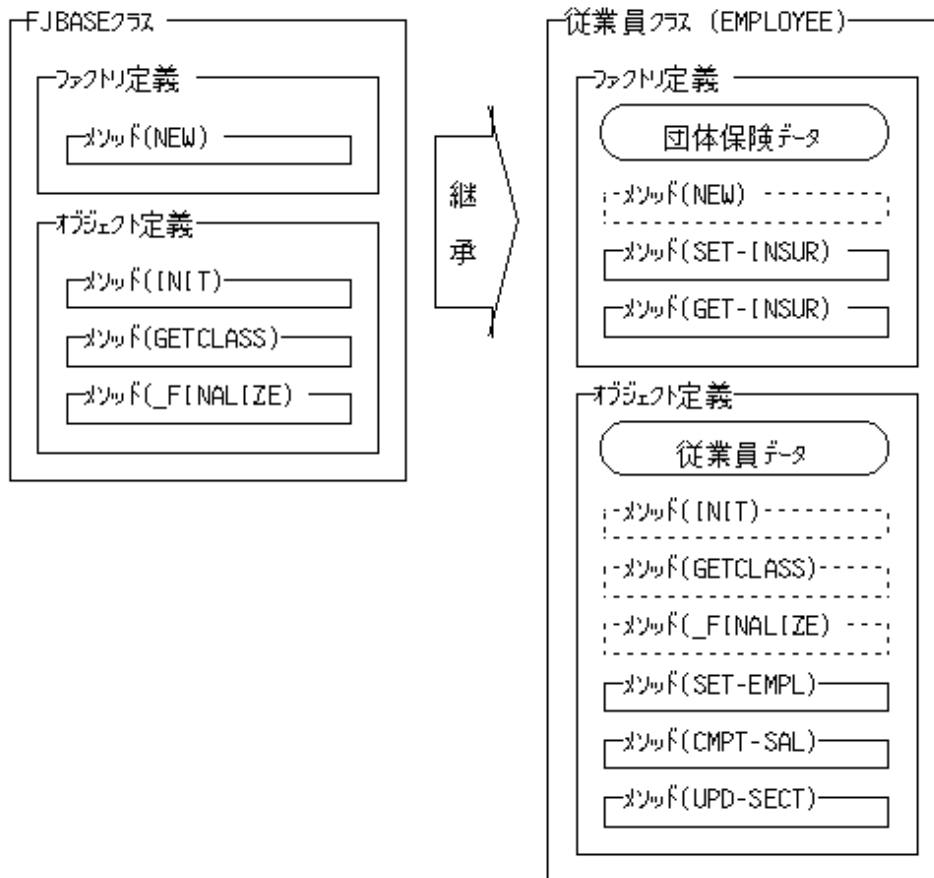 FJBASEクラス
ファクトリ定義
メソッド(NEW)
オブジェクト定義
メソッド(INIT)
メソッド(GETCLASS)
メソッド(_FINALIZE)
継
承
従業員クラス (EMPLOYEE)
ファクトリ定義
団体保険データ
メソッド(NEW)
メソッド(SET-INSUR)
メソッド(GET-INSUR)
オブジェクト定義
従業員データ
メソッド(INIT)
メソッド(GETCLASS)
メソッド(_FINALIZE)
メソッド(SET-EMPL)
メソッド(CMPT-SAL)
メソッド(UPD-SECT)